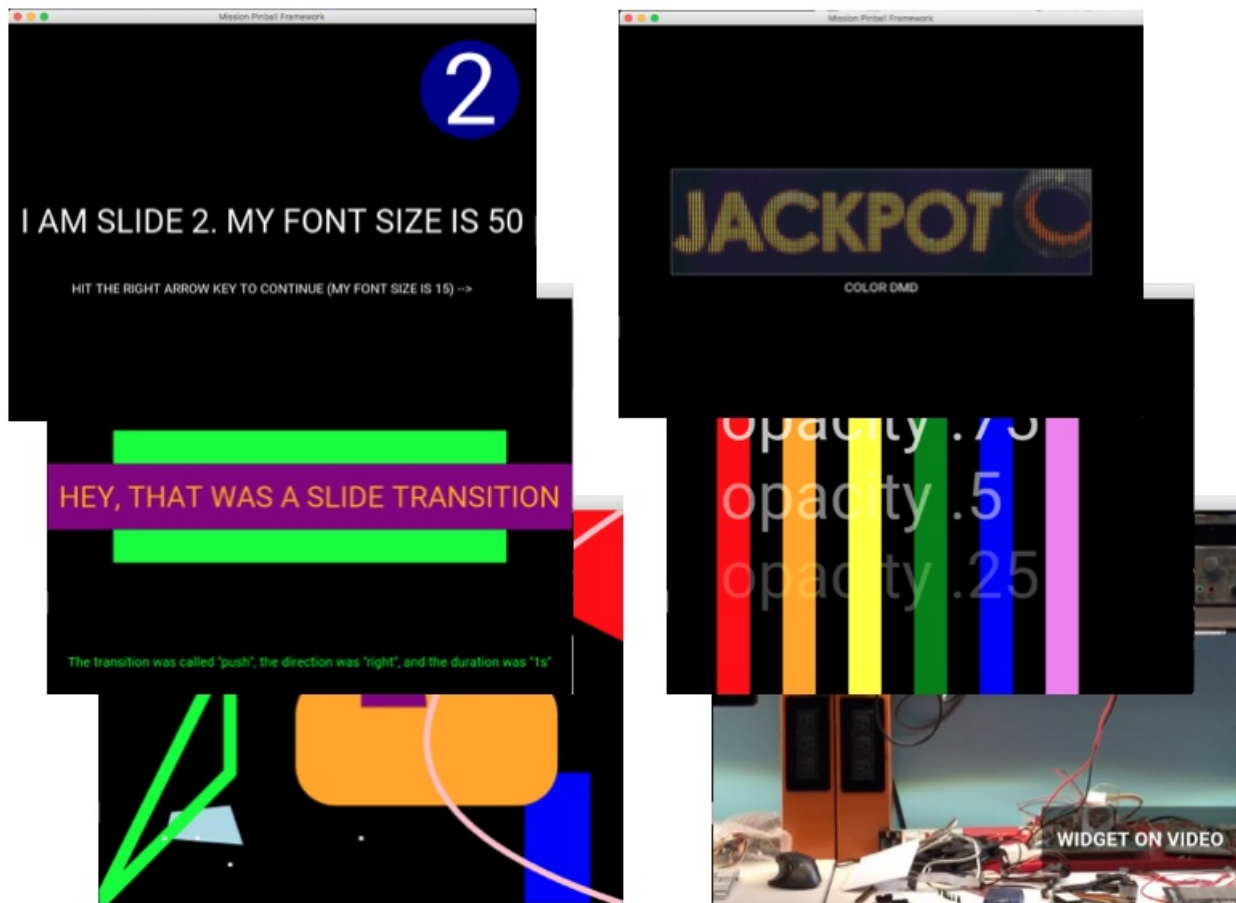 Mission Pinball Framework
2
I AM SLIDE 2. MY FONT SIZE IS 50
HIT THE RIGHT ARROW KEY TO CONTINUE (MY FONT SIZE IS 15) -->
HEY, THAT WAS A SLIDE TRANSITION
The transition was called "push", the direction was "right", and the duration was "1s"
Mission Pinball Framework
JACKPOT
COLOR DMD
opacity .75
opacity .5
opacity .25
WIDGET ON VIDEO